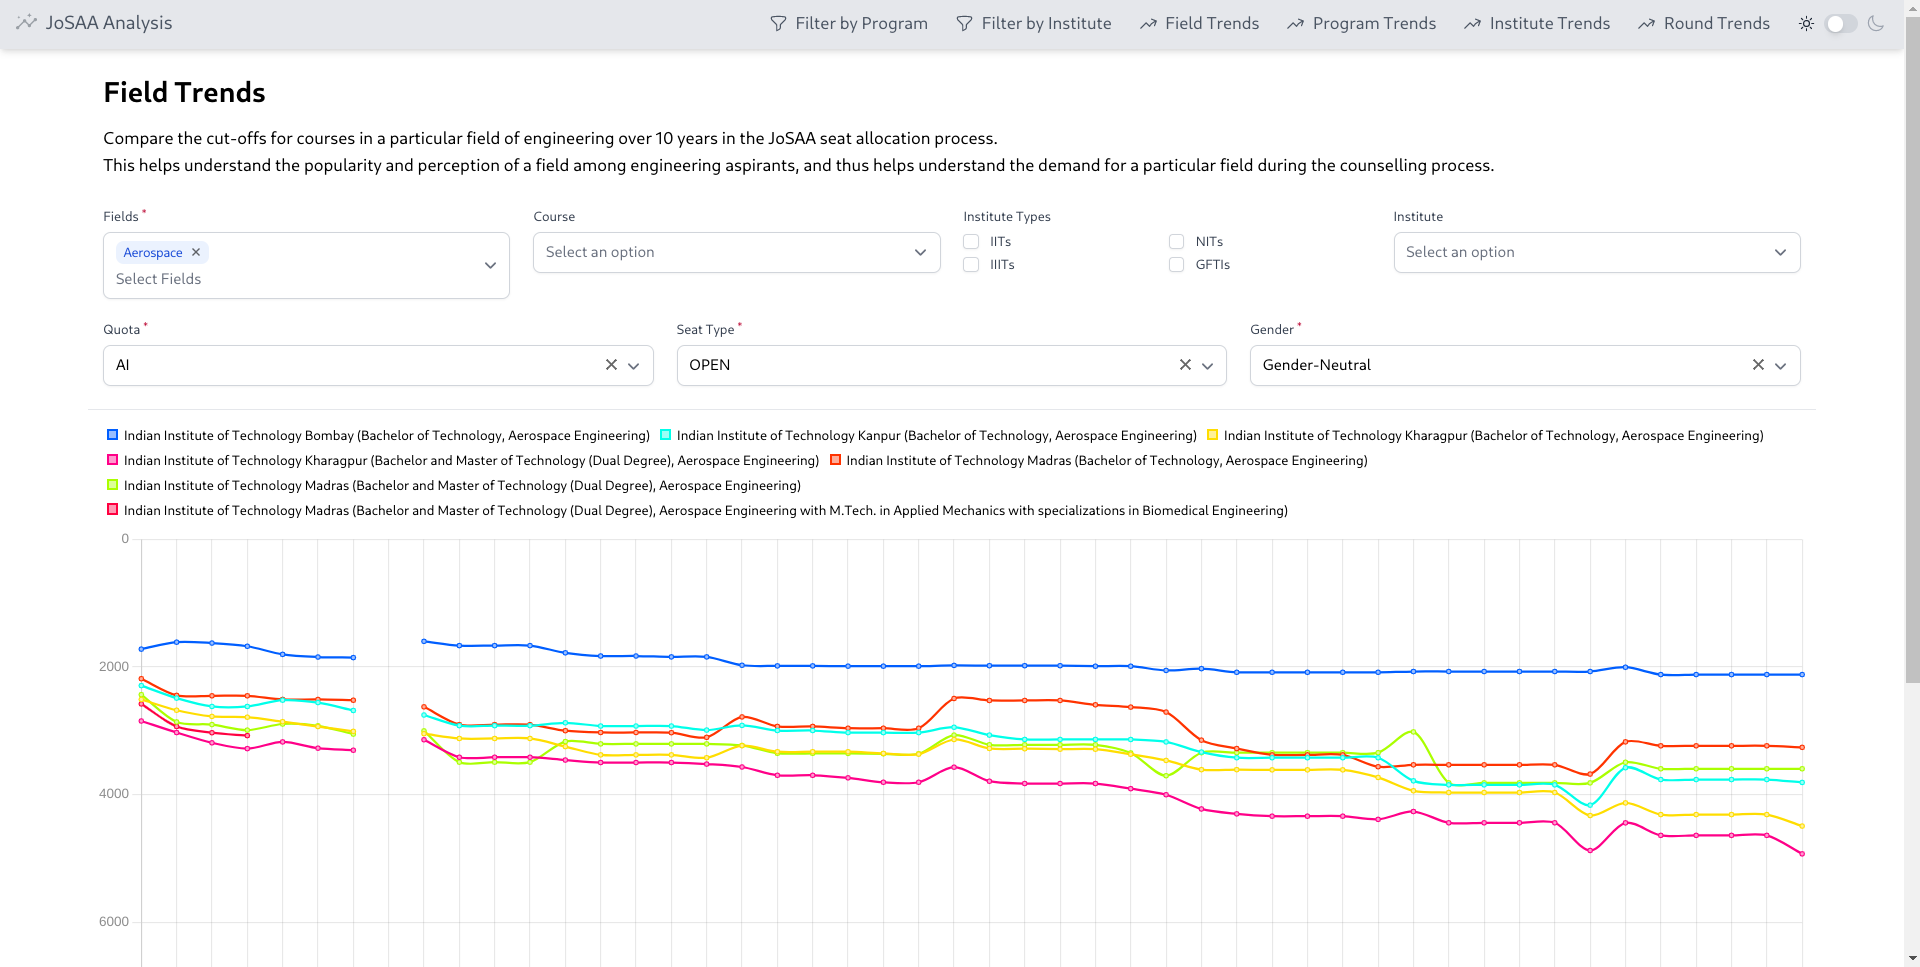 JoSAA Analysis
Filter by Program
Filter by Institute
Field Trends
Program Trends
Institute Trends
Round Trends
Field Trends
Compare the cut-offs for courses in a particular field of engineering over 10 years in the JoSAA seat allocation process.
This helps understand the popularity and perception of a field among engineering aspirants, and thus helps understand the demand for a particular field during the counselling process.
Fields *
Aerospace
Select Fields
Course
Select an option
Institute Types
IITs
NITs
IIITs
GFTIs
Institute
Select an option
Quota *
AI
Seat Type *
OPEN
Gender *
Gender-Neutral
Indian Institute of Technology Bombay (Bachelor of Technology, Aerospace Engineering)
Indian Institute of Technology Kanpur (Bachelor of Technology, Aerospace Engineering)
Indian Institute of Technology Kharagpur (Bachelor of Technology, Aerospace Engineering)
Indian Institute of Technology Kharagpur (Bachelor and Master of Technology (Dual Degree), Aerospace Engineering)
Indian Institute of Technology Madras (Bachelor of Technology, Aerospace Engineering)
Indian Institute of Technology Madras (Bachelor and Master of Technology (Dual Degree), Aerospace Engineering)
Indian Institute of Technology Madras (Bachelor and Master of Technology (Dual Degree), Aerospace Engineering with M.Tech. in Applied Mechanics with specializations in Biomedical Engineering)
0
2000
4000
6000